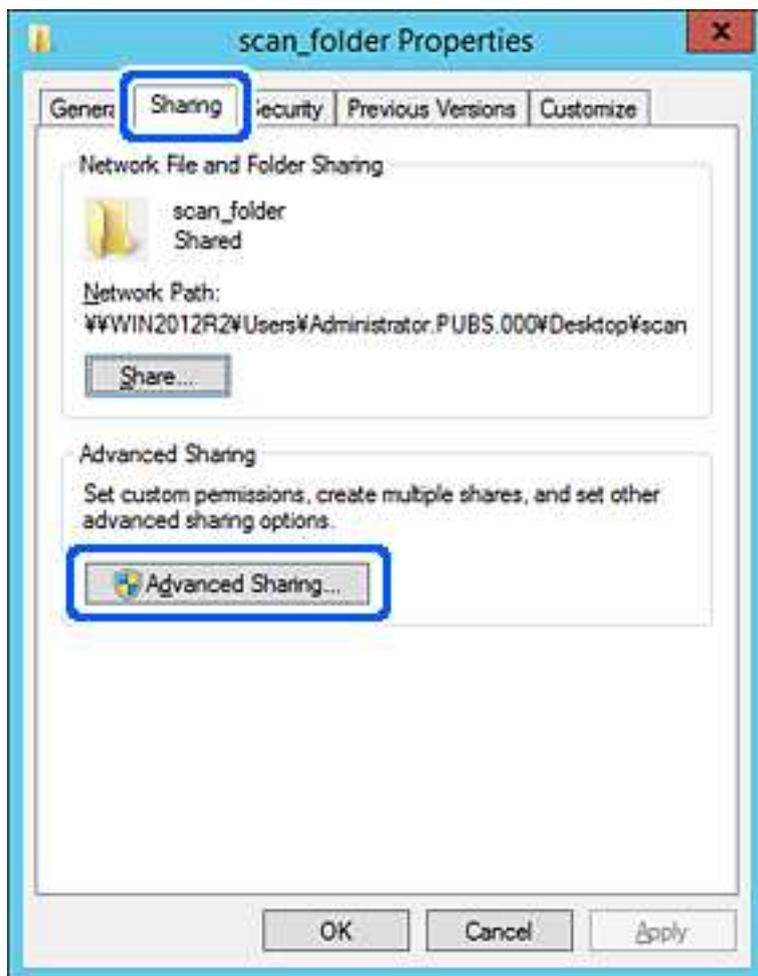 scan_folder Properties
General Sharing Security Previous Versions Customize
Network File and Folder Sharing
scan_folder
Shared
Network Path:
¥¥WIN2012R2¥Users¥Administrator.PUBS.000¥Desktop¥scan
Share...
Advanced Sharing
Set custom permissions, create multiple shares, and set other
advanced sharing options.
Advanced Sharing...
OK Cancel Apply